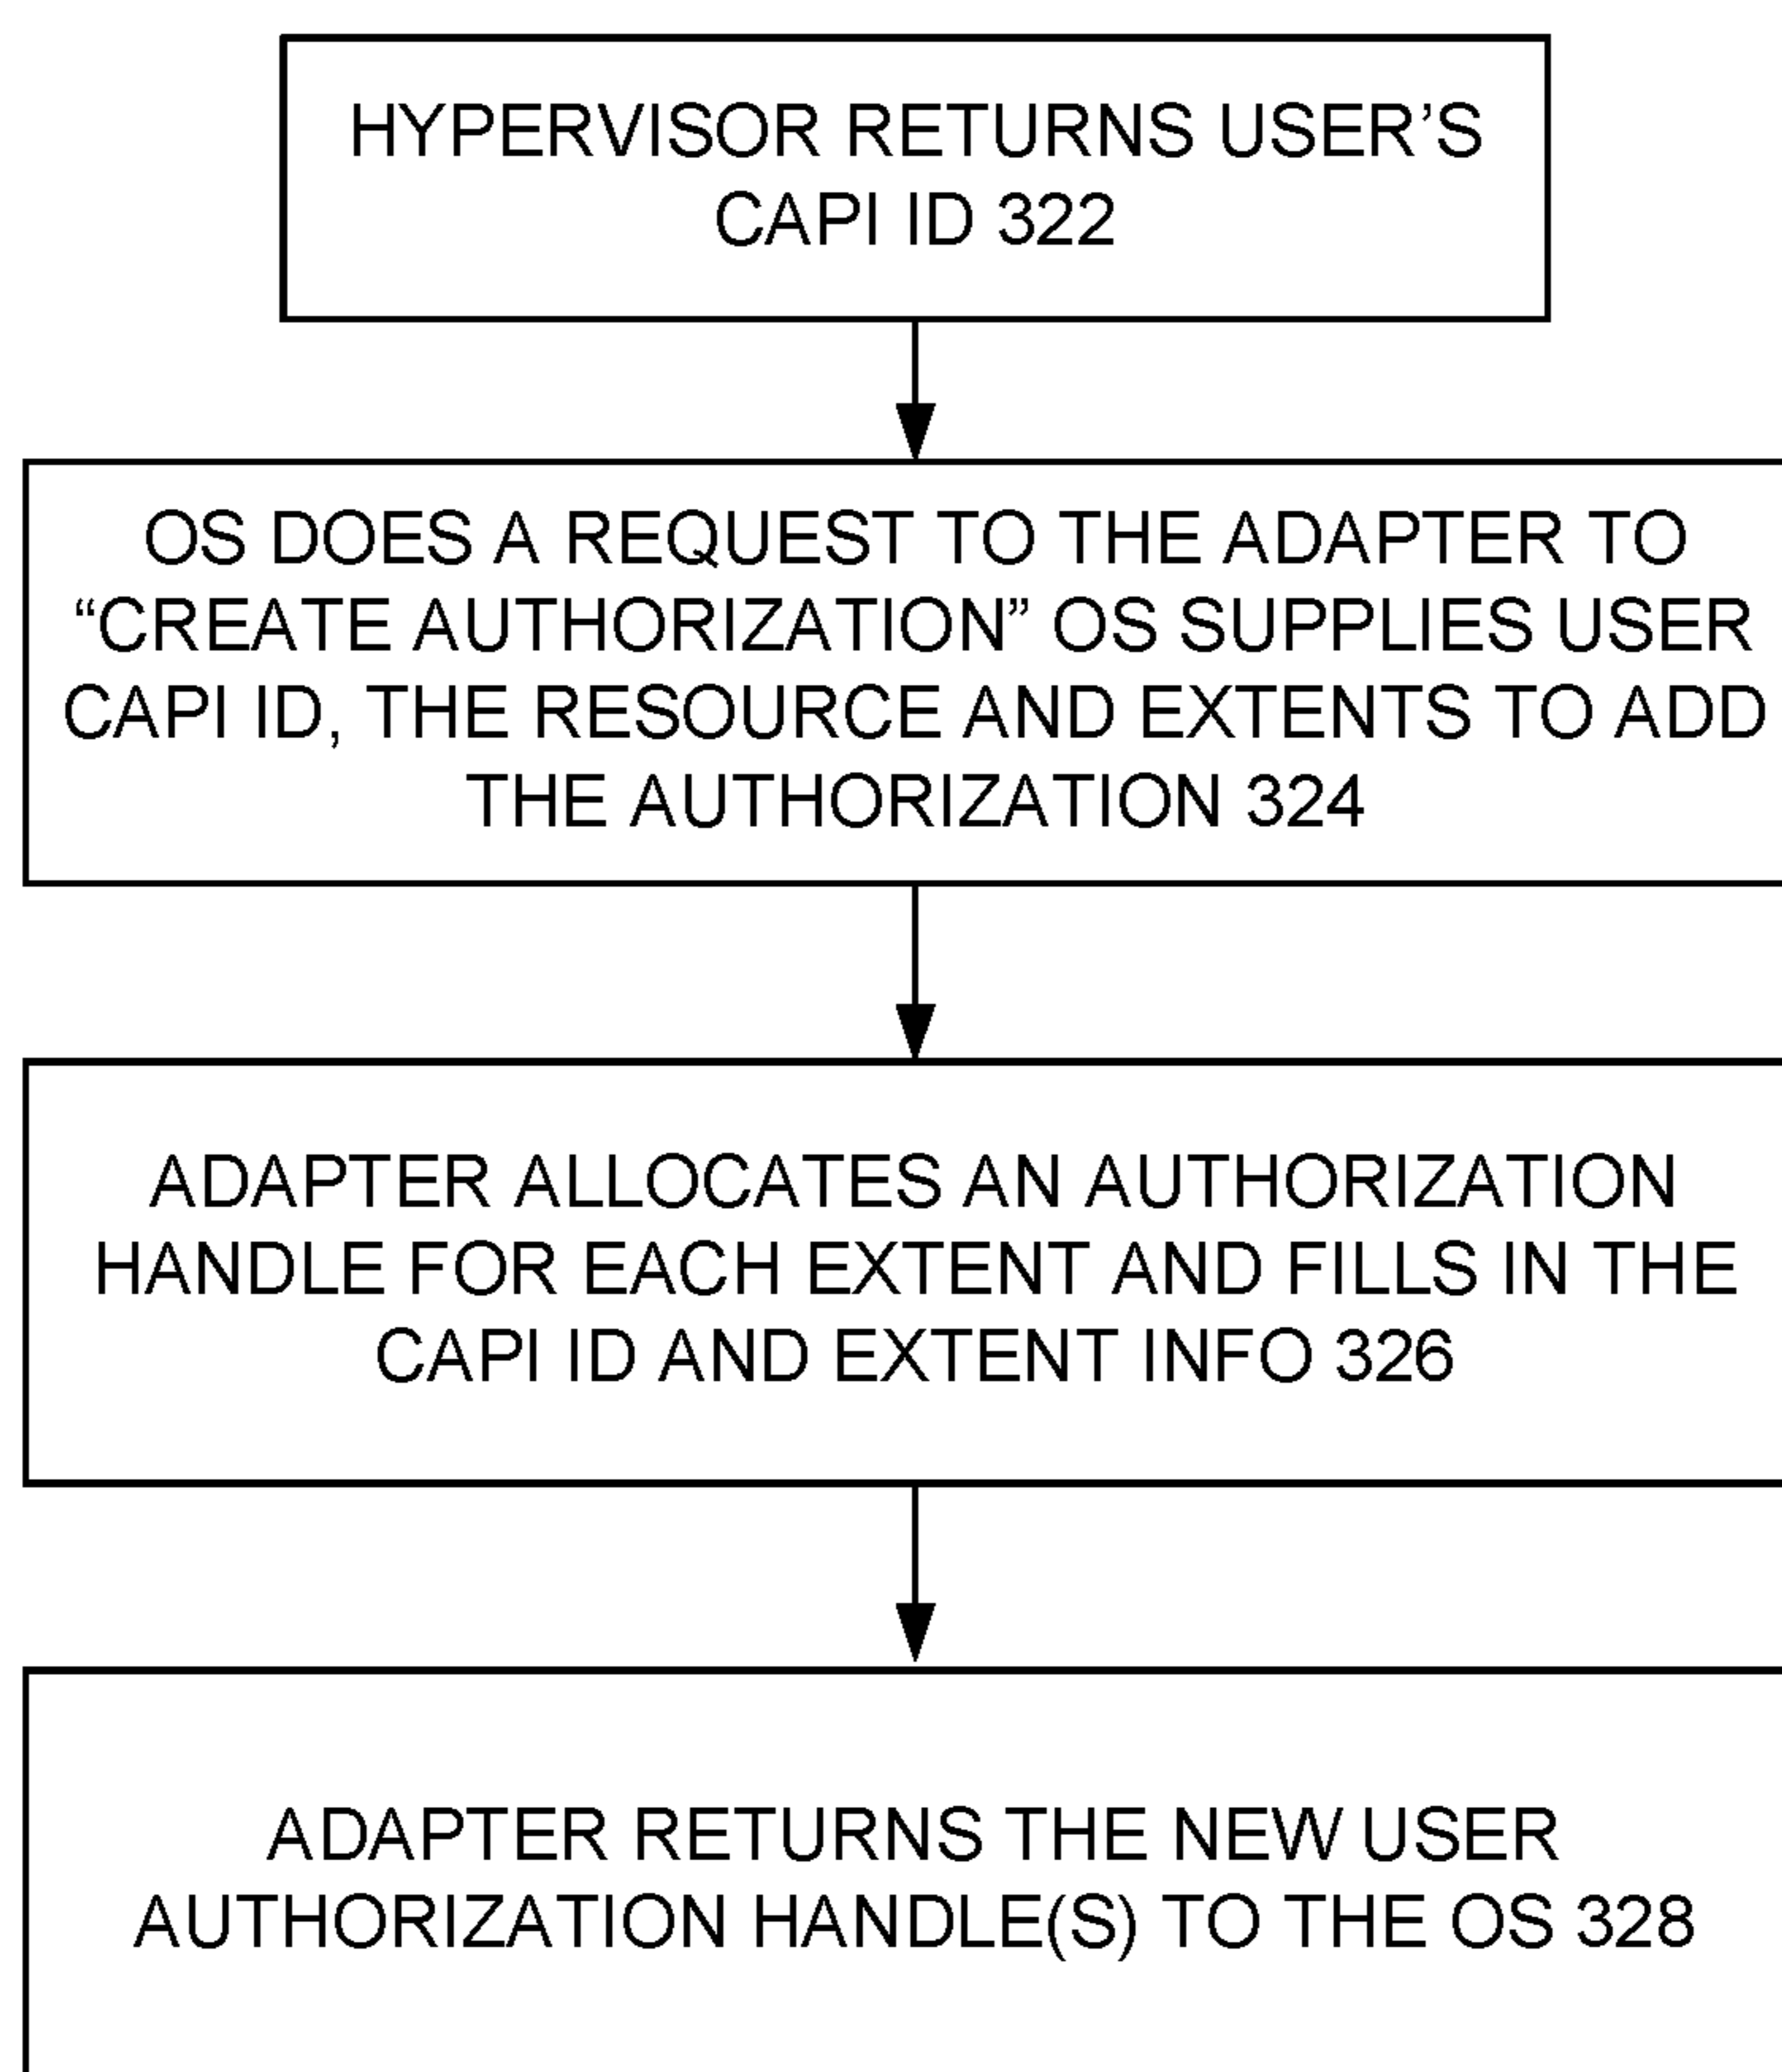 HYPERVISOR RETURNS USER’S
CAPI ID 322
OS DOES A REQUEST TO THE ADAPTER TO
“CREATE AUTHORIZATION” OS SUPPLIES USER
CAPI ID, THE RESOURCE AND EXTENTS TO ADD
THE AUTHORIZATION 324
ADAPTER ALLOCATES AN AUTHORIZATION
HANDLE FOR EACH EXTENT AND FILLS IN THE
CAPI ID AND EXTENT INFO 326
ADAPTER RETURNS THE NEW USER
AUTHORIZATION HANDLE(S) TO THE OS 328